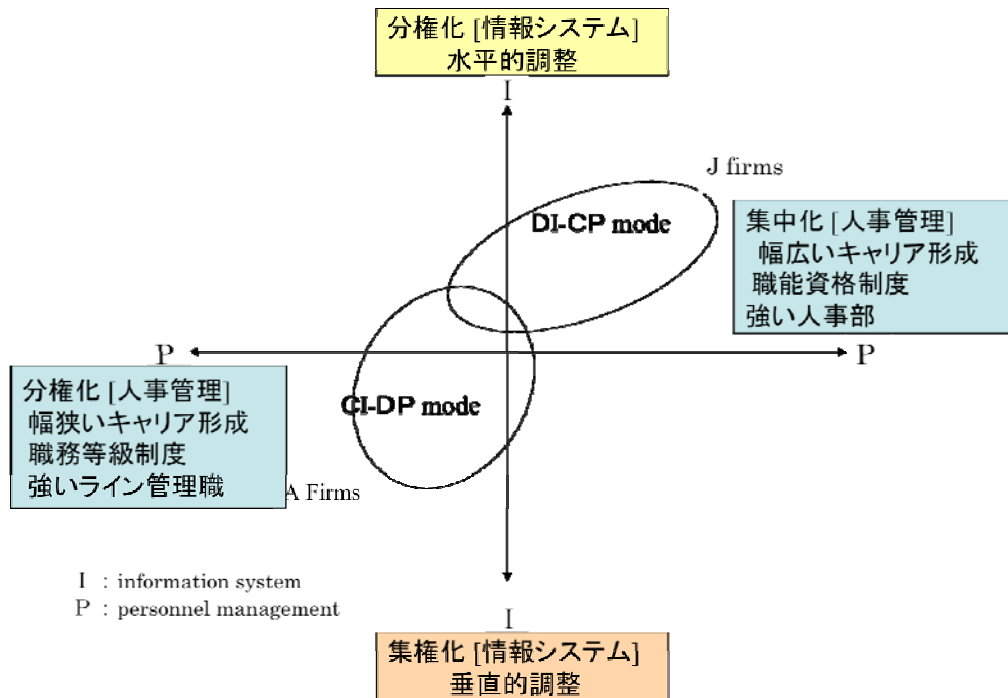 分権化 [情報システム]
水平的調整
I
J firms
DI-CP mode
集中化 [人事管理]
幅広いキャリア形成
職能資格制度
強い人事部
P
P
分権化 [人事管理]
幅狭いキャリア形成
職務等級制度
強いライン管理職
CI-DP mode
A Firms
I : information system
P : personnel management
I
集権化 [情報システム]
垂直的調整